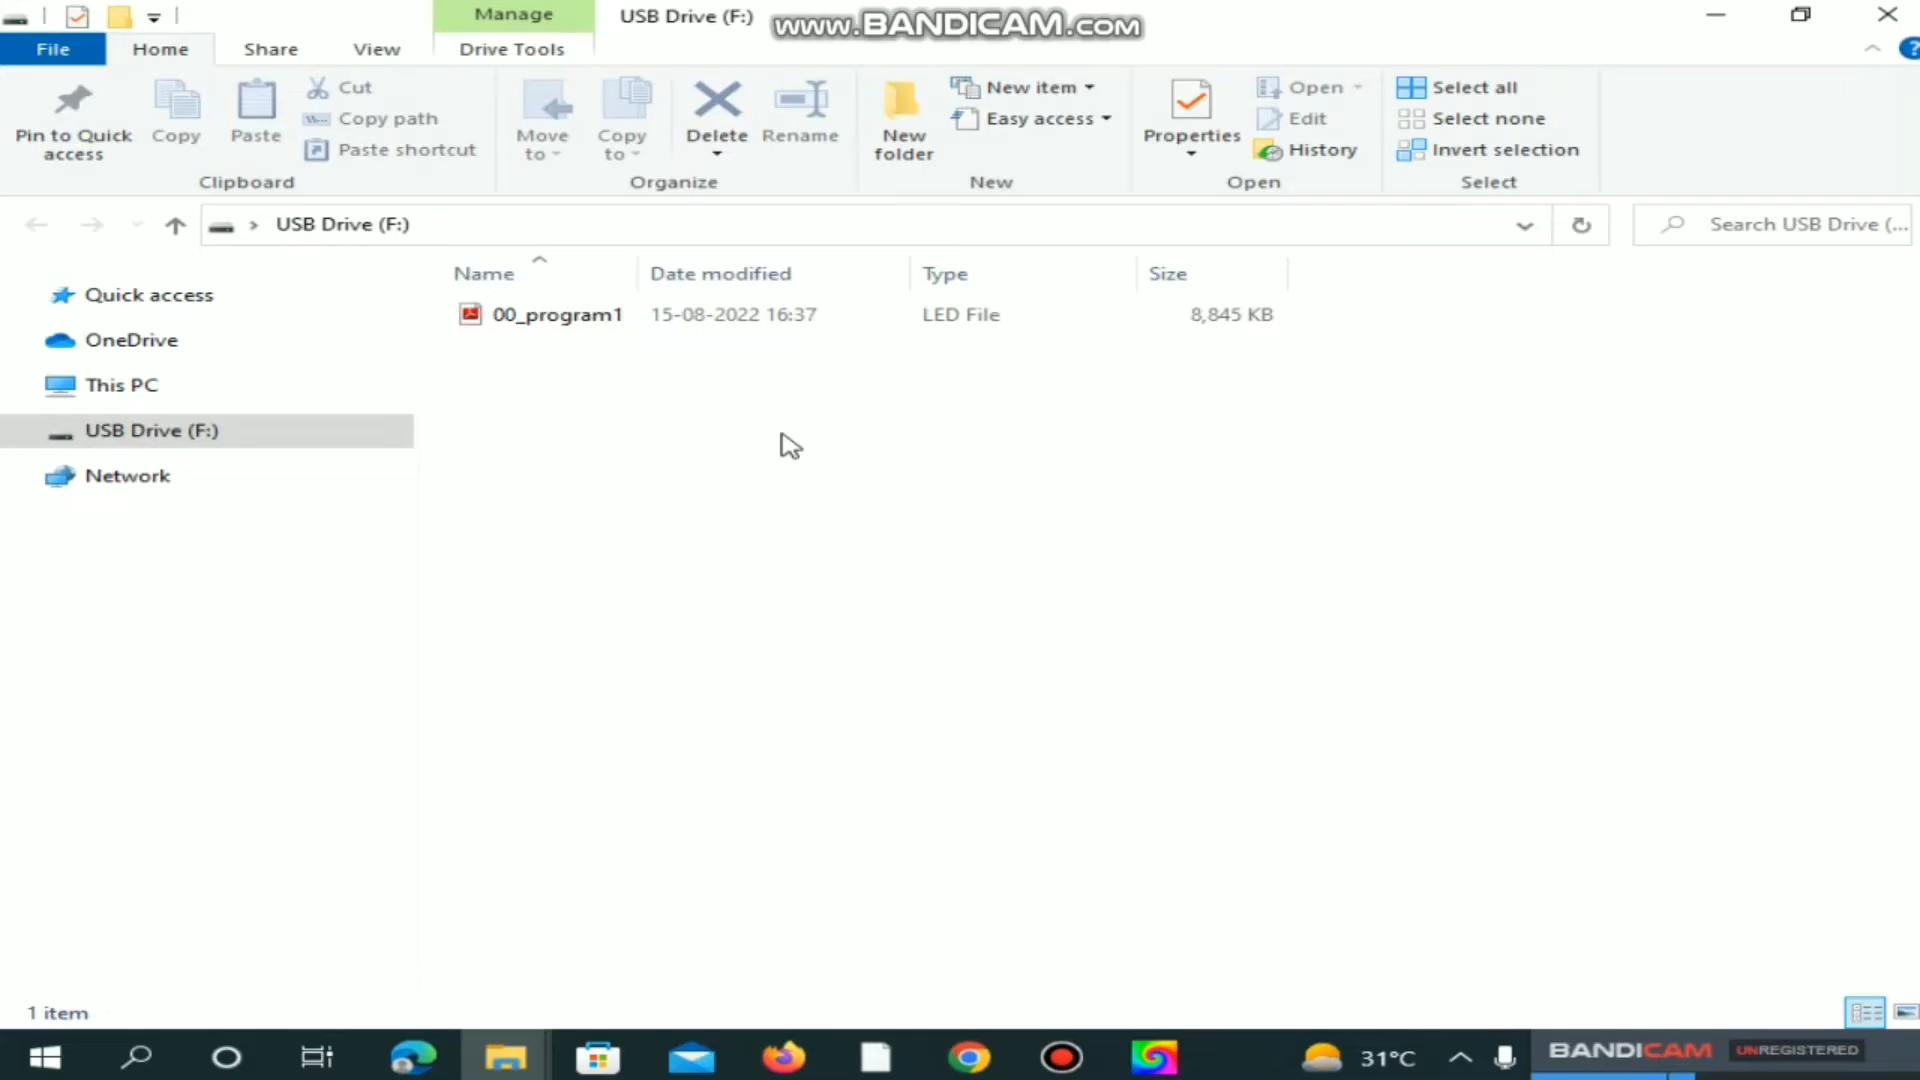 Manage
USB Drive (F:)
www.BANDICAM.com
File
Home
Share
View
Drive Tools
Pin to Quick access
Copy
Paste
Cut
Copy path
Paste shortcut
Clipboard
Move to
Copy to
Delete
Rename
Organize
New folder
New item
Easy access
New
Properties
Open
Edit
History
Open
Select all
Select none
Invert selection
Select
USB Drive (F:)
Search USB Drive (...
Name
Date modified
Type
Size
00_program1
15-08-2022 16:37
LED File
8,845 KB
Quick access
OneDrive
This PC
USB Drive (F:)
Network
1 item
31°C
BANDICAM UNREGISTERED